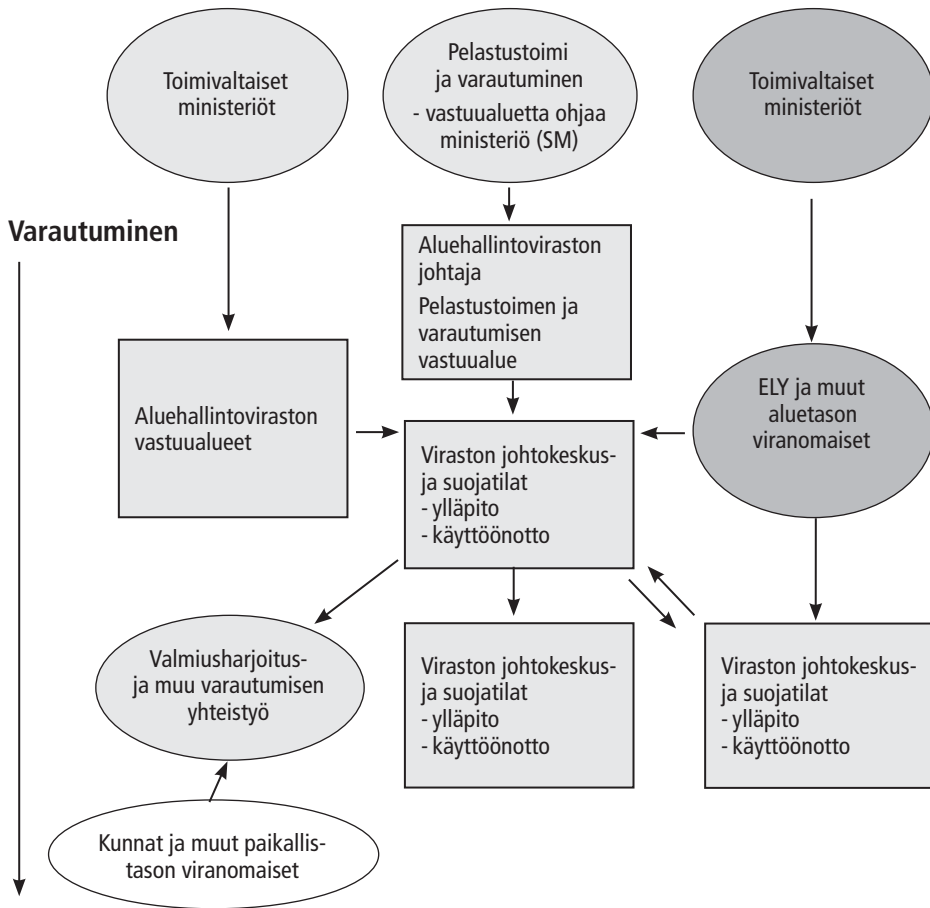 Toimivaltaiset
ministeriöt
Pelastustoimi
ja varautuminen
- vastuualuetta ohjaa
ministeriö (SM)
Toimivaltaiset
ministeriöt
Varautuminen
Aluehallintoviraston
johtaja
Pelastustoimen ja
varautumisen
vastuualue
Aluehallintoviraston
vastuualueet
ELY ja muut
aluetason
viranomaiset
Viraston johtokeskus-
ja suojatilat
- ylläpito
- käyttöönotto
Valmiusharjoitus-
ja muu varautumisen
yhteistyö
Viraston johtokeskus-
ja suojatilat
- ylläpito
- käyttöönotto
Viraston johtokeskus-
ja suojatilat
- ylläpito
- käyttöönotto
Kunnat ja muut paikallis-
tason viranomaiset